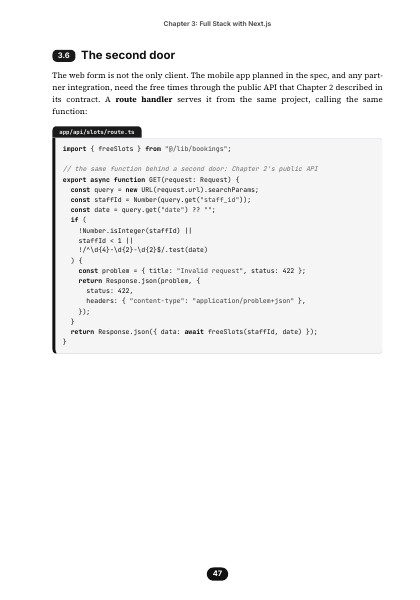 Chapter 3: Full Stack with Next.js
3.6 The second door
The web form is not the only client. The mobile app planned in the spec, and any part-
ner integration, need the free times through the public API that Chapter 2 described in
its contract. A route handler serves it from the same project, calling the same
function:
app/api/slots/route.ts
import { freeSlots } from "@/lib/bookings";
// the same function behind a second door: Chapter 2's public API
export async function GET(request: Request) {
  const query = new URL(request.url).searchParams;
  const staffId = Number(query.get("staff_id"));
  const date = query.get("date") ?? "";
  if (
    !Number.isInteger(staffId) ||
    staffId < 1 ||
    !/^\d{4}-\d{2}-\d{2}$/.test(date)
  ) {
    const problem = { title: "Invalid request", status: 422 };
    return Response.json(problem, {
      status: 422,
      headers: { "content-type": "application/problem+json" },
    });
  }
  return Response.json({ data: await freeSlots(staffId, date) });
}
47